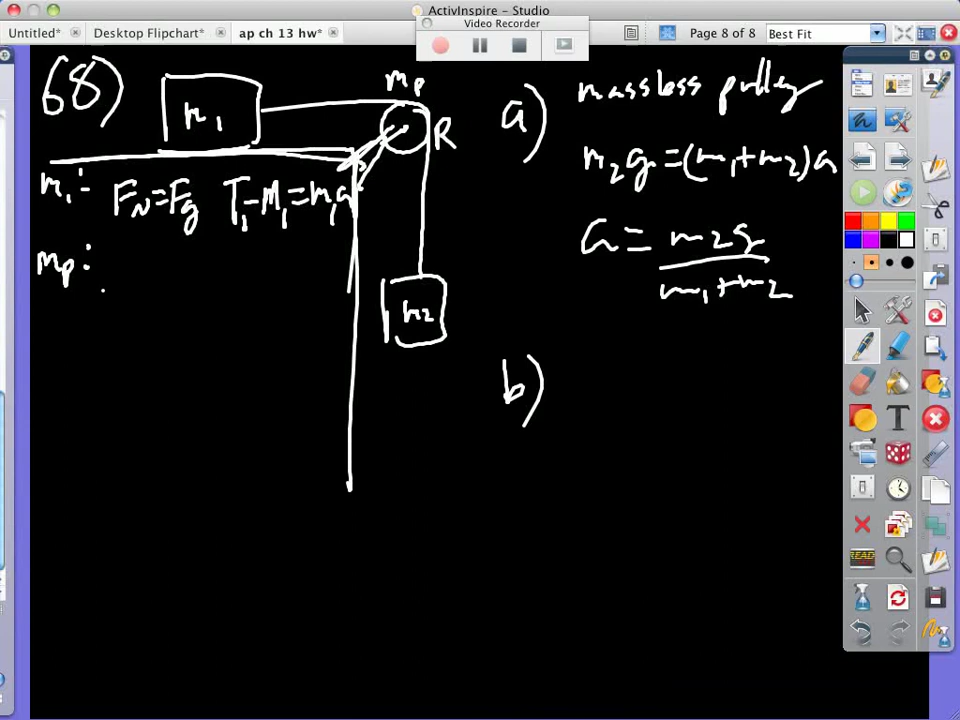 ActivInspire - Studio
Video Recorder
Untitled*
Desktop Flipchart*
ap ch 13 hw*
Page 8 of 8
Best Fit
68)
m1
mp
R
m2
m1: FN=Fg T1-M1=m1a
mp:
a) massless pulley
m2g=(m1+m2)a
a= m2g
m1+m2
b)